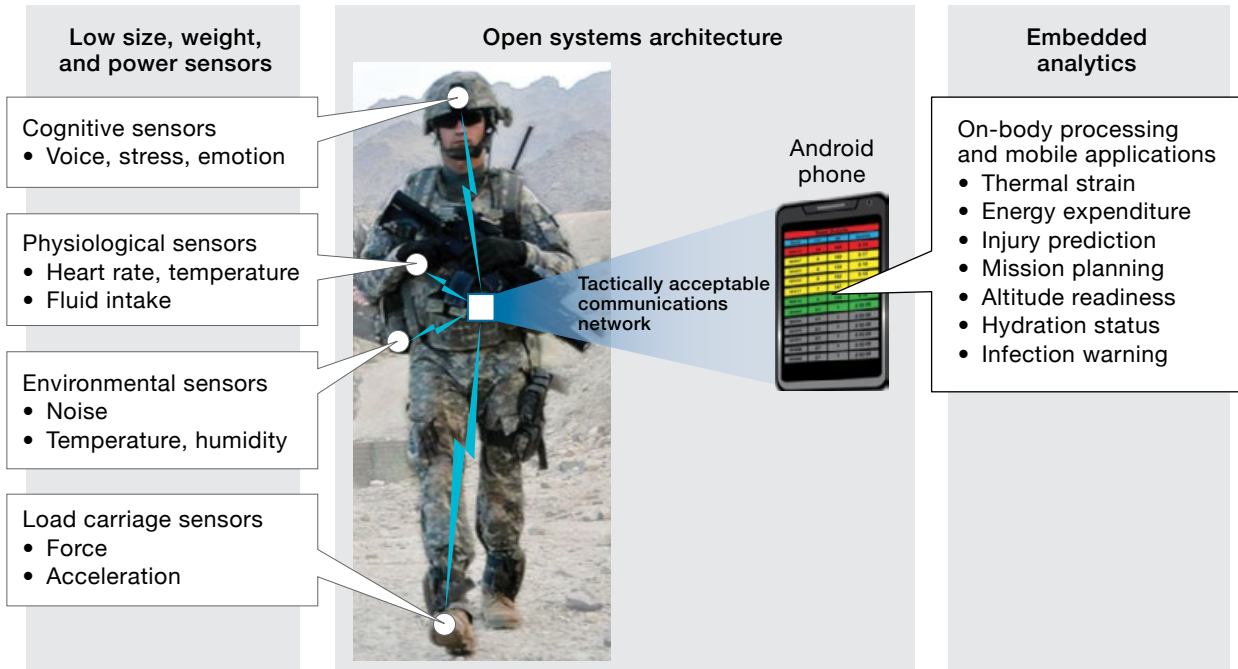 Low size, weight,
and power sensors
Cognitive sensors
• Voice, stress, emotion
Physiological sensors
• Heart rate, temperature
• Fluid intake
Environmental sensors
• Noise
• Temperature, humidity
Load carriage sensors
• Force
• Acceleration
Open systems architecture
Tactically acceptable
communications
network
Android
phone
Embedded
analytics
On-body processing
and mobile applications
• Thermal strain
• Energy expenditure
• Injury prediction
• Mission planning
• Altitude readiness
• Hydration status
• Infection warning